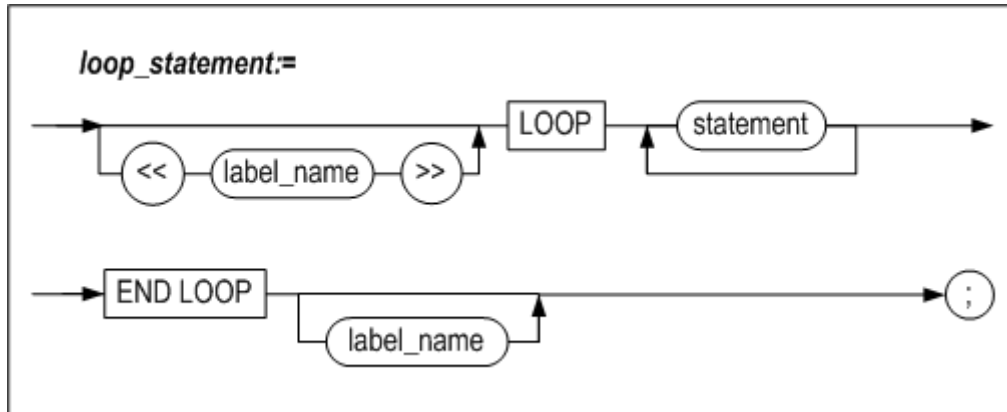 loop_statement:=
LOOP statement
<< label_name >>
END LOOP ;
label_name